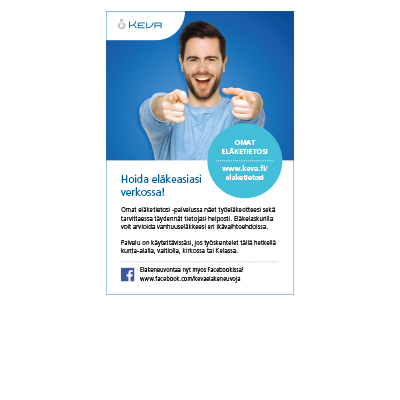 KEVA
OMAT
ELÄKETIETOSI
www.keva.fi/
elaketietosi
Hoida eläkeasiasi
verkossa!
Omat eläketietosi -palvelussa näet työeläkeotteesi sekä
tarvittaessa täydennät tietojasi helposti. Eläkelaskurilla
voit arvioida vanhuuseläkkeesi eri ikävaihtoehdoissa.
Palvelu on käytettävissäsi, jos työskentelet tällä hetkellä
kunta-alalla, valtiolla, kirkossa tai Kelassa.
Eläkeneuvontaa nyt myös Facebookissa!
www.facebook.com/kevaelakeneuvoja